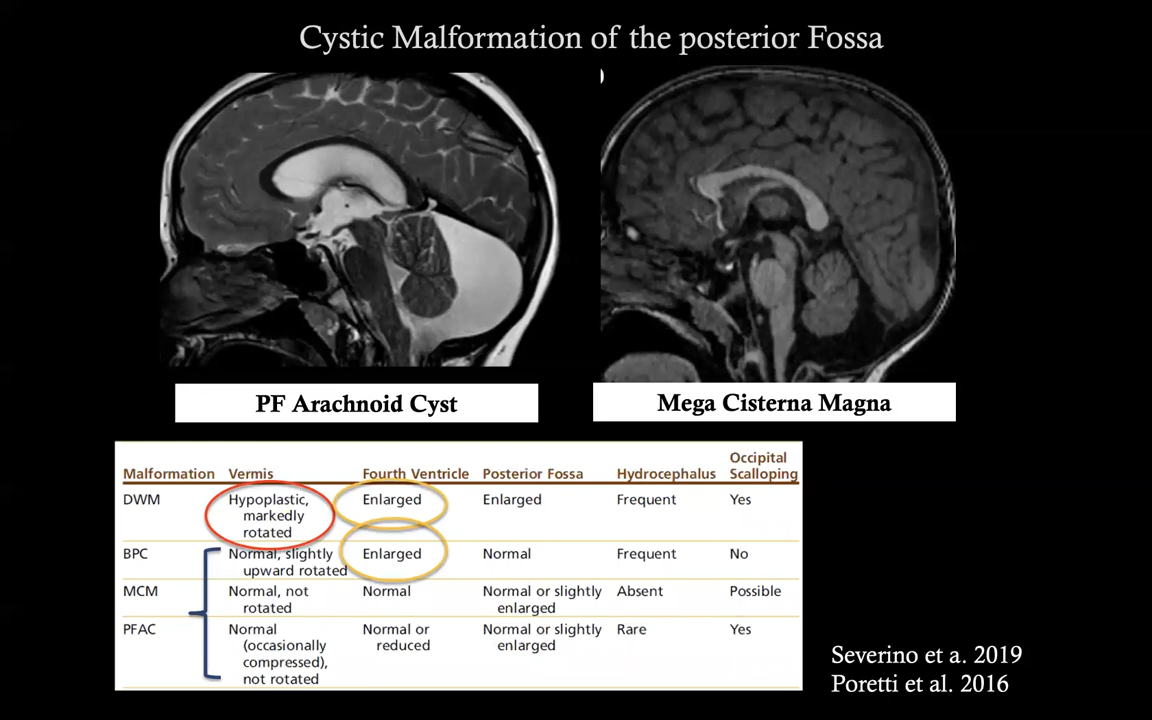 Cystic Malformation of the posterior Fossa
PF Arachnoid Cyst
Mega Cisterna Magna
Malformation Vermis Fourth Ventricle Posterior Fossa Hydrocephalus Occipital Scalloping
DWM Hypoplastic, markedly rotated Enlarged Enlarged Frequent Yes
BPC Normal, slightly upward rotated Enlarged Normal Frequent No
MCM Normal, not rotated Normal Normal or slightly enlarged Absent Possible
PFAC Normal (occasionally compressed), not rotated Normal or reduced Normal or slightly enlarged Rare Yes
Severino et a. 2019
Poretti et al. 2016